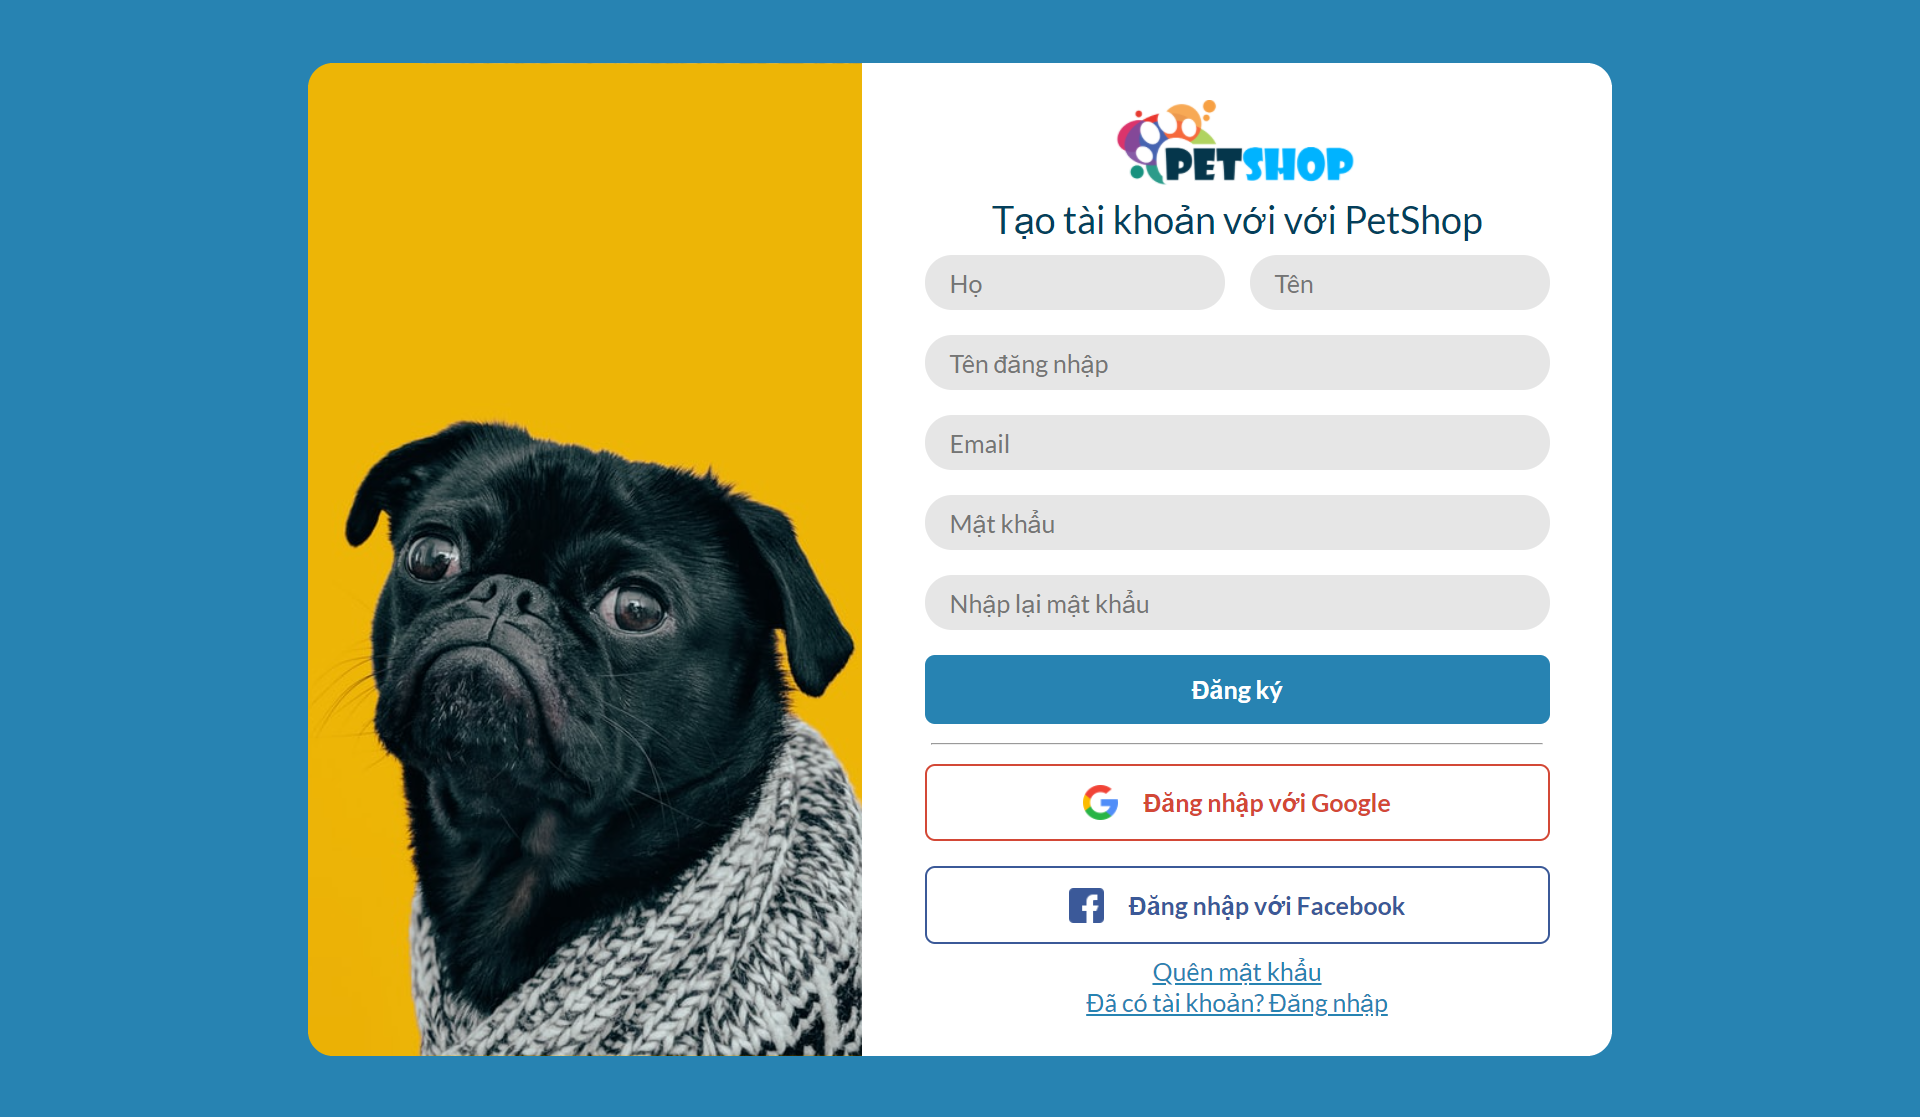 PETSHOP
Tạo tài khoản với với PetShop
Họ
Tên
Tên đăng nhập
Email
Mật khẩu
Nhập lại mật khẩu
Đăng ký
Đăng nhập với Google
Đăng nhập với Facebook
Quên mật khẩu
Đã có tài khoản? Đăng nhập